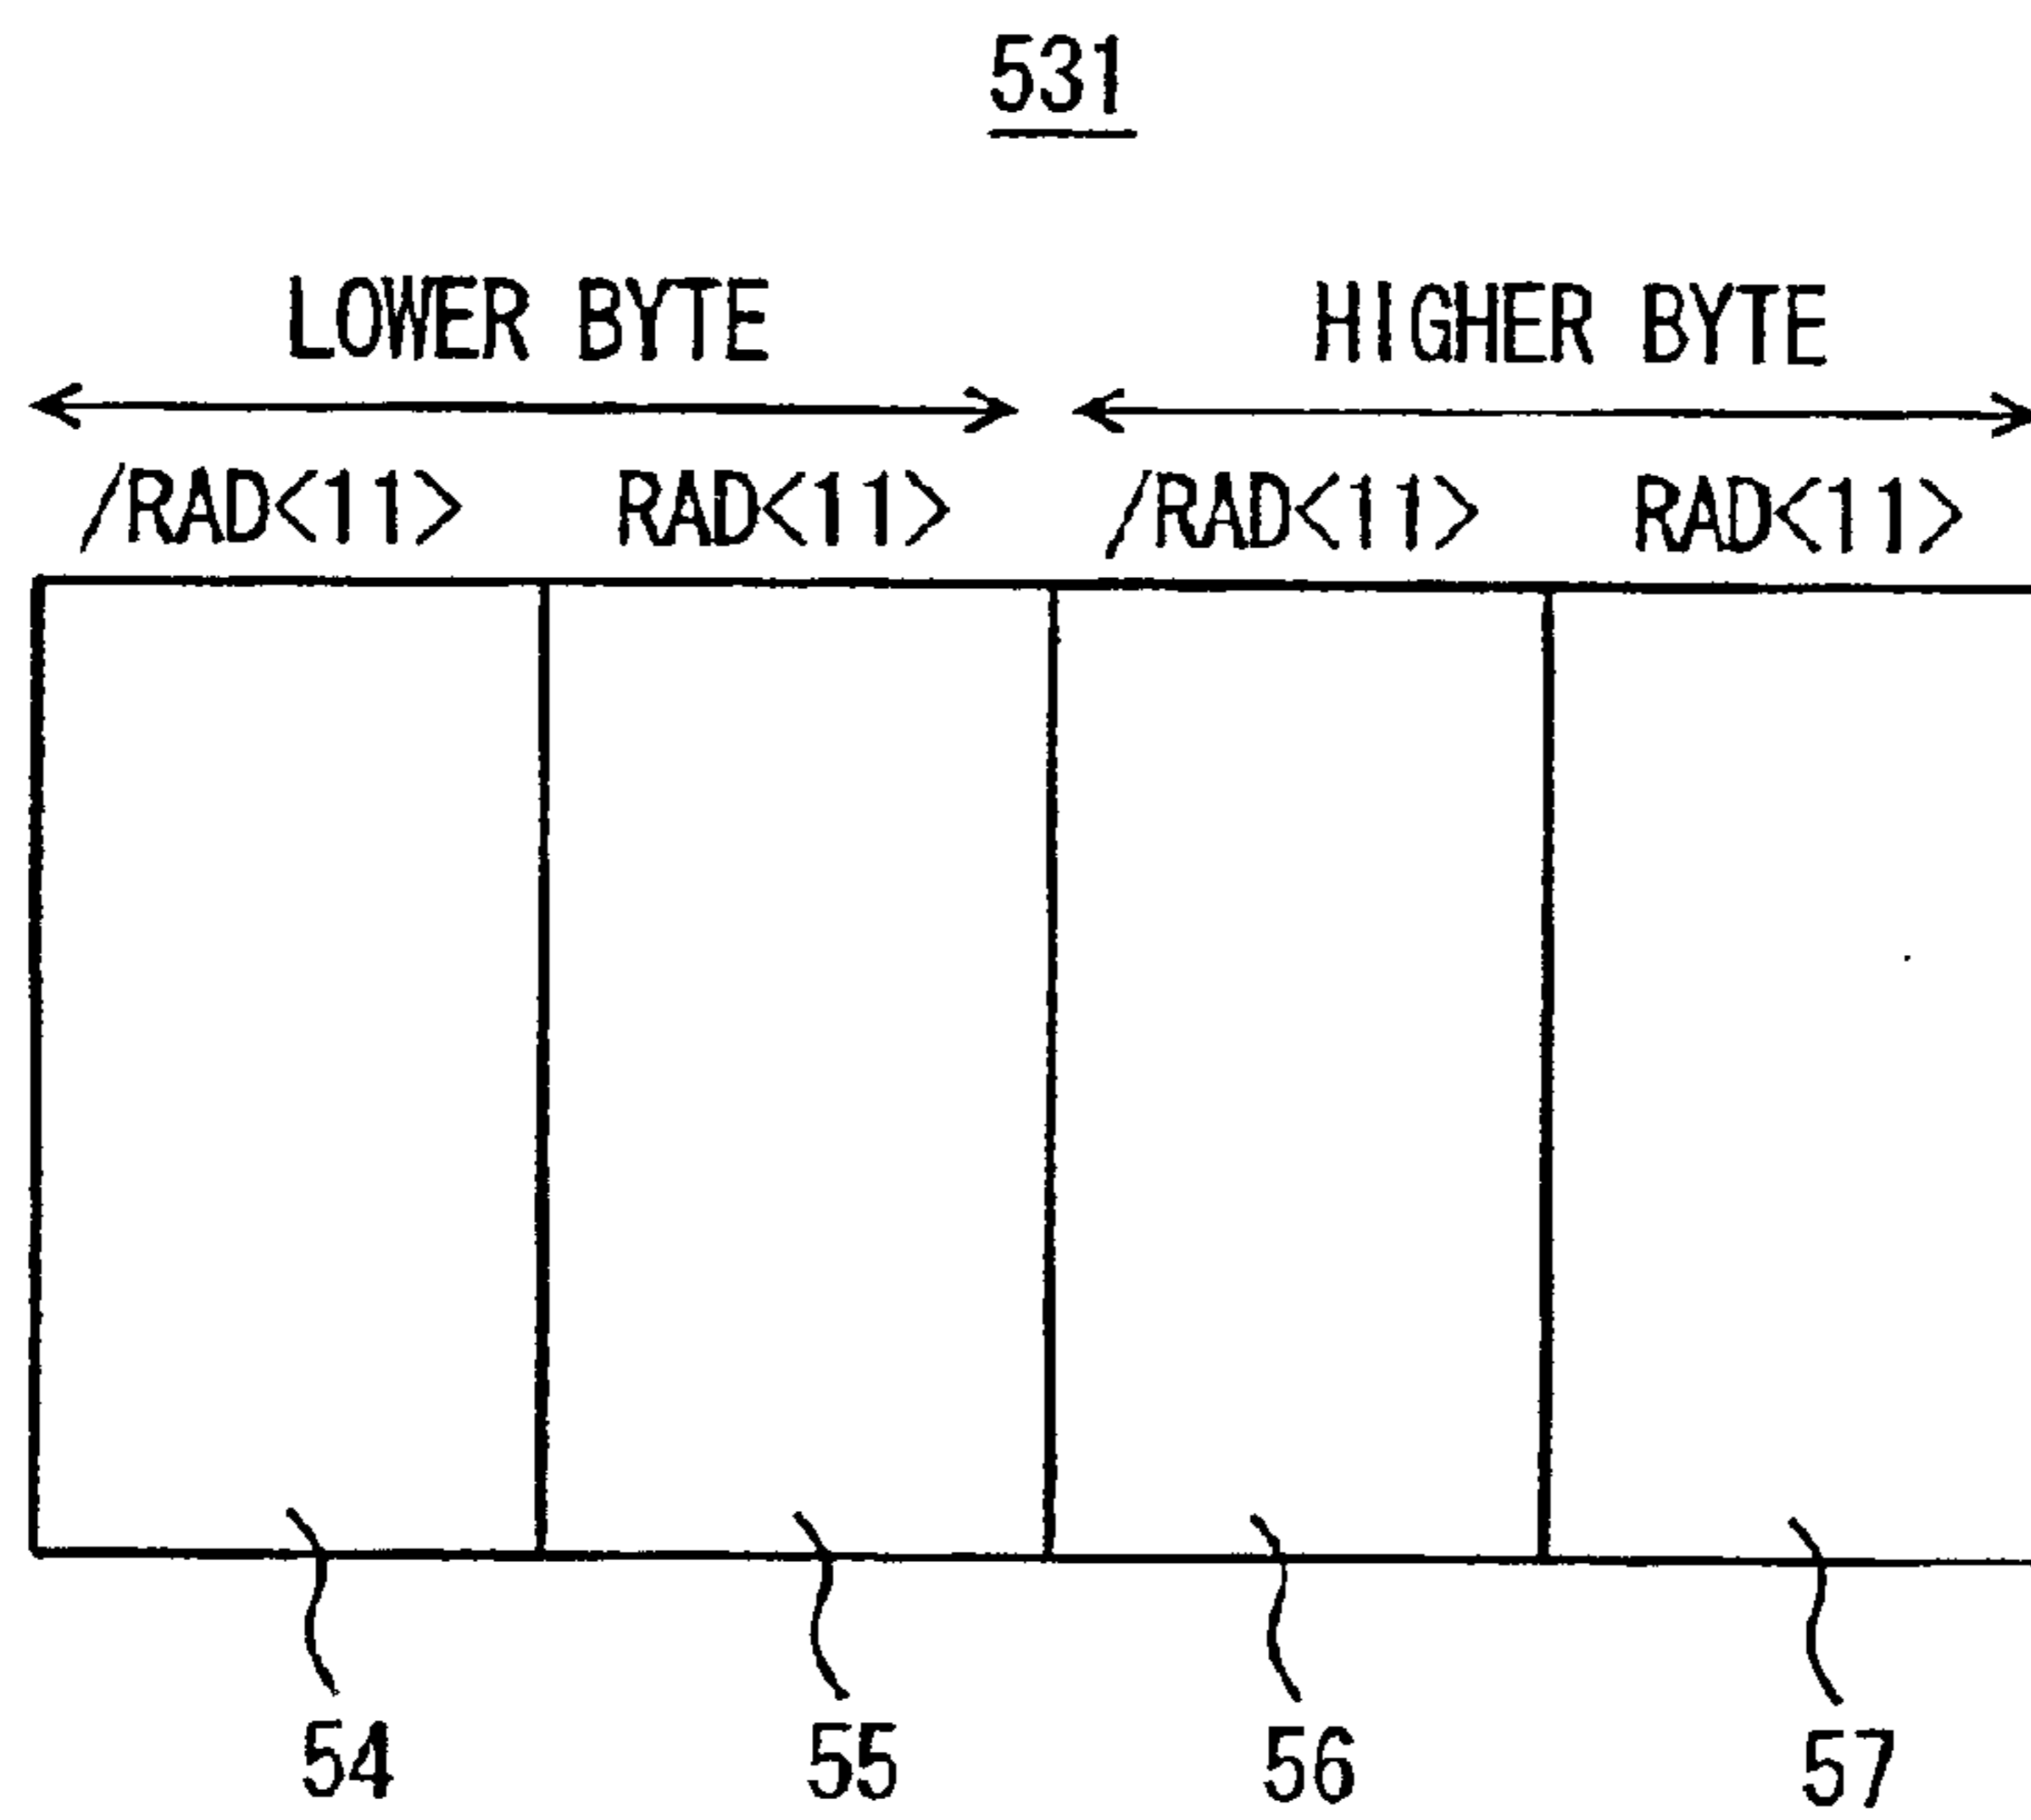 531
LOWER BYTE HIGHER BYTE
/RAD<11> RAD<11> /RAD<11> RAD<11>
54 55 56 57